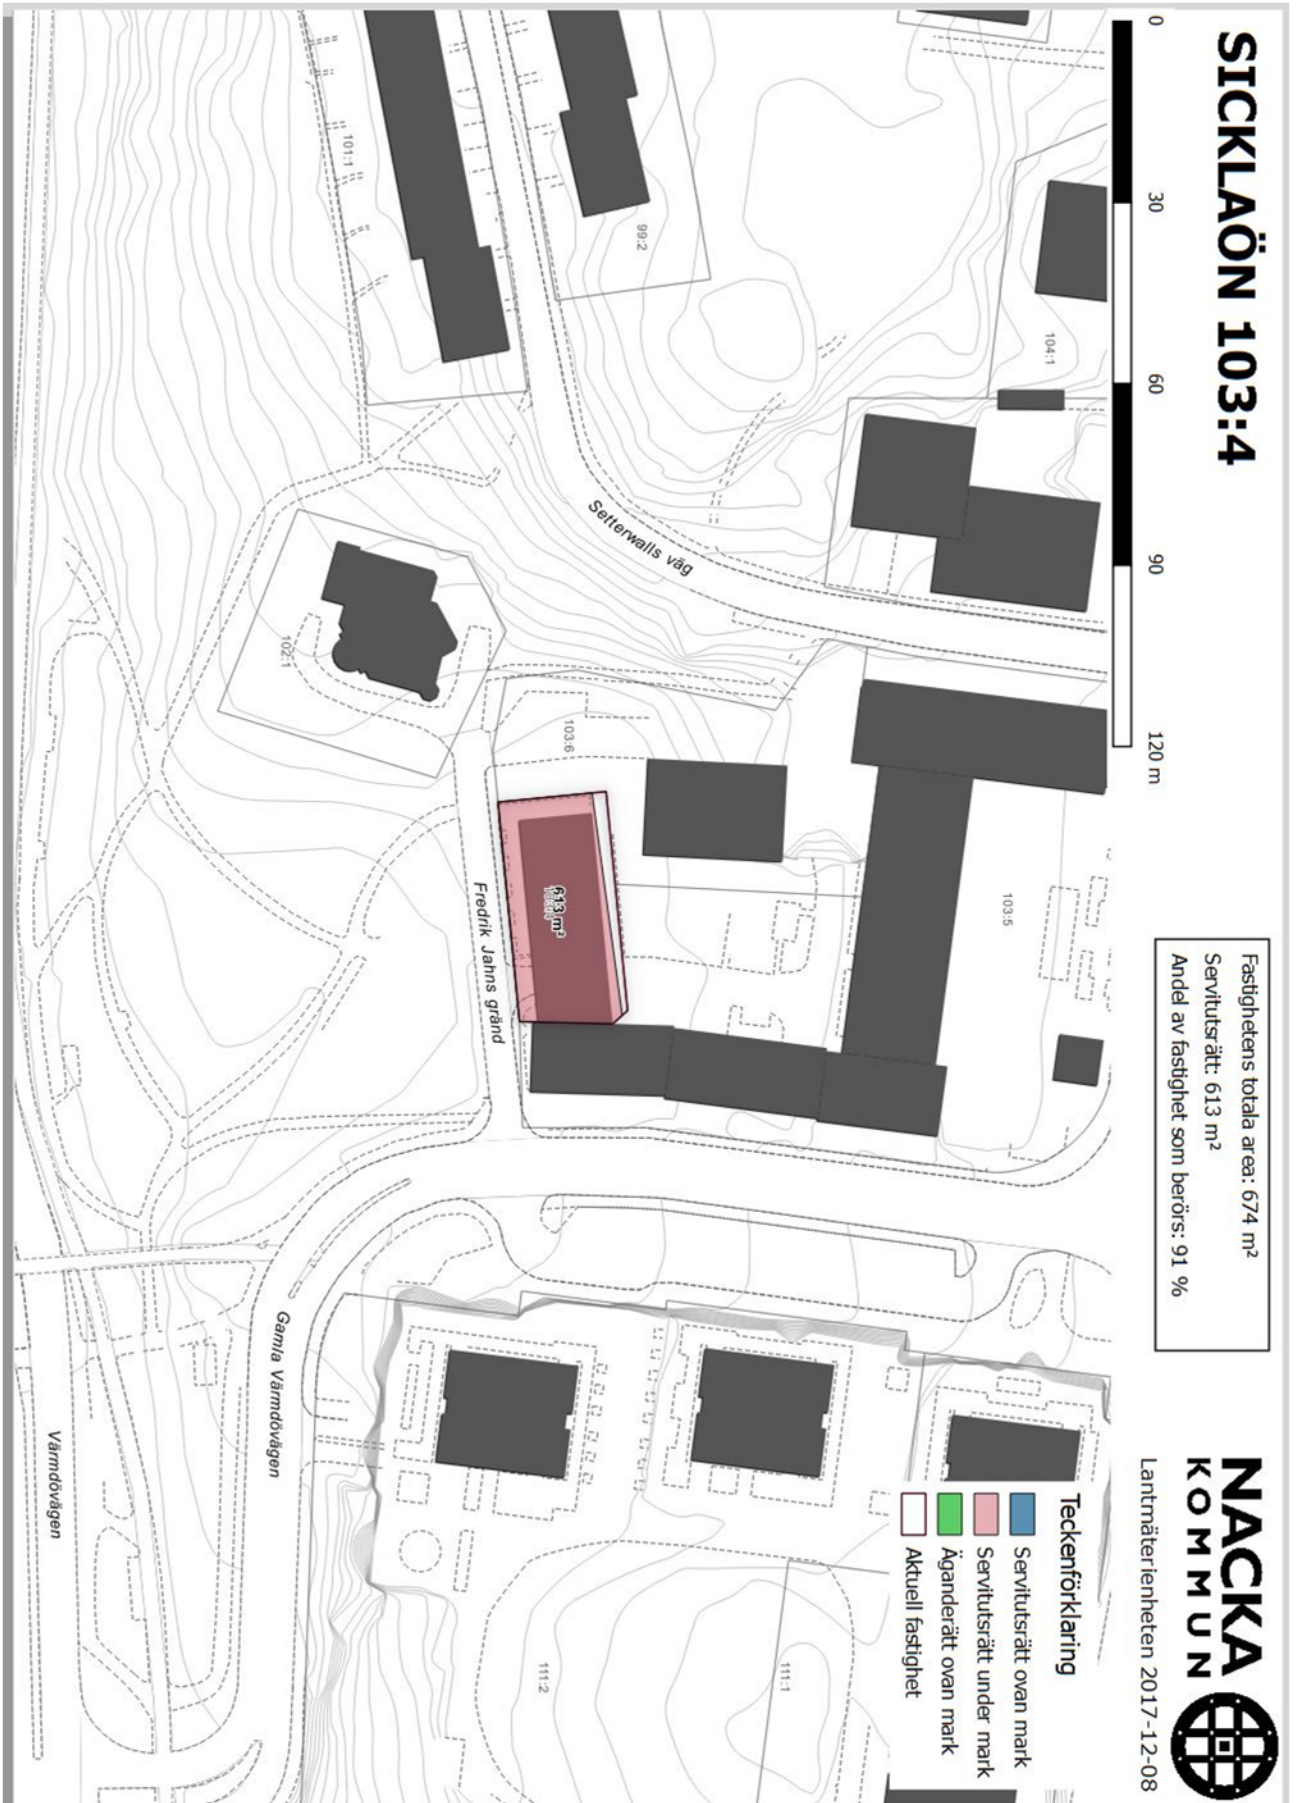 SICKLAÖN 103:4
Fastighetens totala area: 674 m²
Servitutsrätt: 613 m²
Andel av fastighet som berörs: 91 %
NACKA
KOMMUN
Lantmäterienheten 2017-12-08
0 30 60 90 120 m
Teckenförklaring
Servitutsrätt ovan mark
Servitutsrätt under mark
Äganderätt ovan mark
Aktuell fastighet
104:1
103:5
111:1
99:2
Setterwalls väg
103:6
613 m²
111:2
Fredrik Jahns gränd
101:1
102:1
Gamla Värmdövägen
Värmdövägen